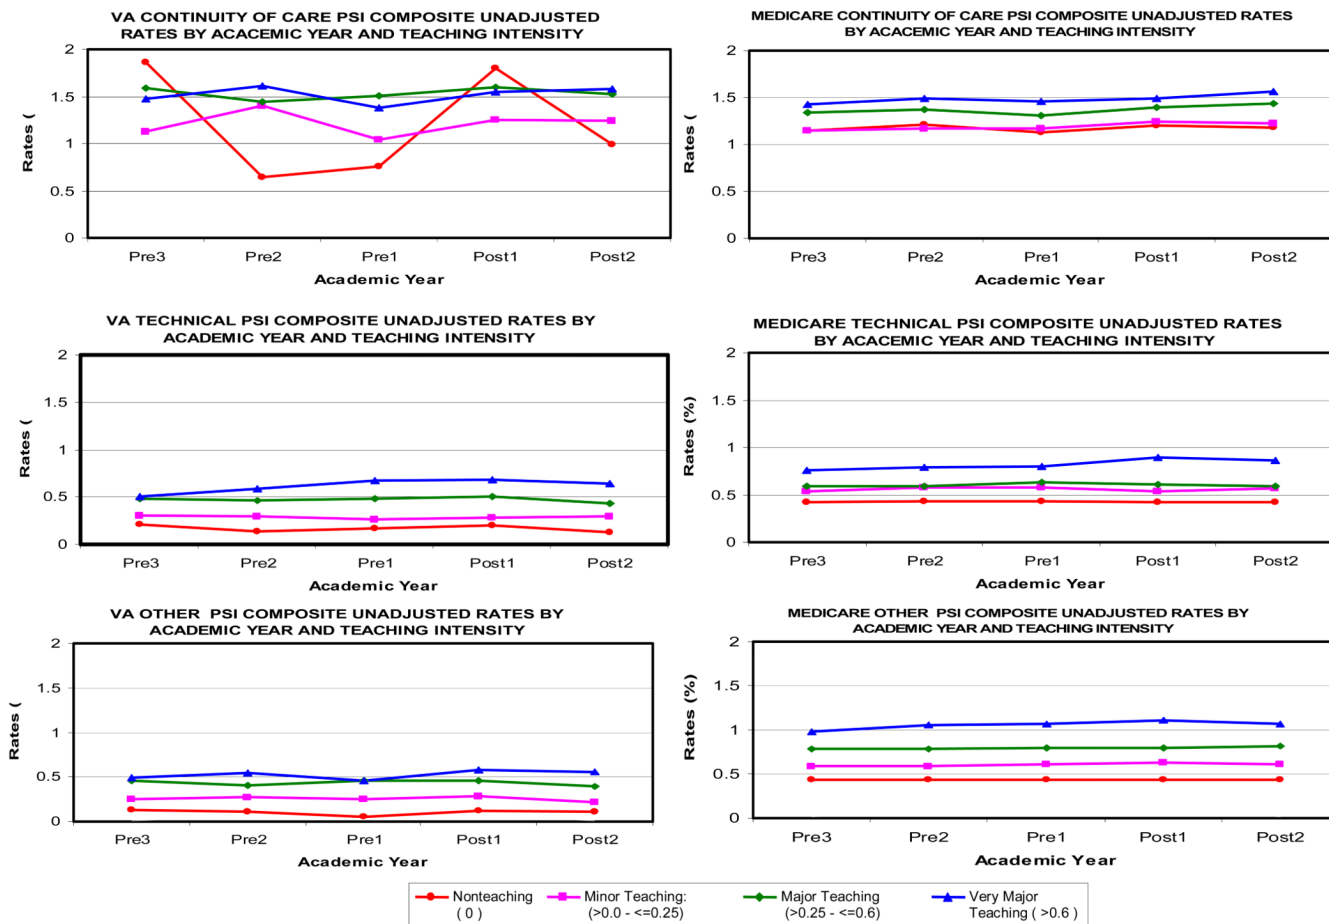 VA CONTINUITY OF CARE PSI COMPOSITE UNADJUSTED
RATES BY ACACEMIC YEAR AND TEACHING INTENSITY
2
1.5
1
0.5
0
Rates (
Pre3 Pre2 Pre1 Post1 Post2
Academic Year
MEDICARE CONTINUITY OF CARE PSI COMPOSITE UNADJUSTED RATES
BY ACACEMIC YEAR AND TEACHING INTENSITY
2
1.5
1
0.5
0
Rates (
Pre3 Pre2 Pre1 Post1 Post2
Academic Year
VA TECHNICAL PSI COMPOSITE UNADJUSTED RATES BY
ACADEMIC YEAR AND TEACHING INTENSITY
2
1.5
1
0.5
0
Rates (
Pre3 Pre2 Pre1 Post1 Post2
Academic Year
MEDICARE TECHNICAL PSI COMPOSITE UNADJUSTED RATES
BY ACACEMIC YEAR AND TEACHING INTENSITY
2
1.5
1
0.5
0
Rates (%)
Pre3 Pre2 Pre1 Post1 Post2
Academic Year
VA OTHER PSI COMPOSITE UNADJUSTED RATES BY
ACADEMIC YEAR AND TEACHING INTENSITY
2
1.5
1
0.5
0
Rates (
Pre3 Pre2 Pre1 Post1 Post2
Academic Year
MEDICARE OTHER PSI COMPOSITE UNADJUSTED RATES BY
ACADEMIC YEAR AND TEACHING INTENSITY
2
1.5
1
0.5
0
Rates (%)
Pre3 Pre2 Pre1 Post1 Post2
Academic Year
Nonteaching
( 0 )
Minor Teaching:
(>0.0 - <=0.25)
Major Teaching
(>0.25 - <=0.6)
Very Major
Teaching ( >0.6 )